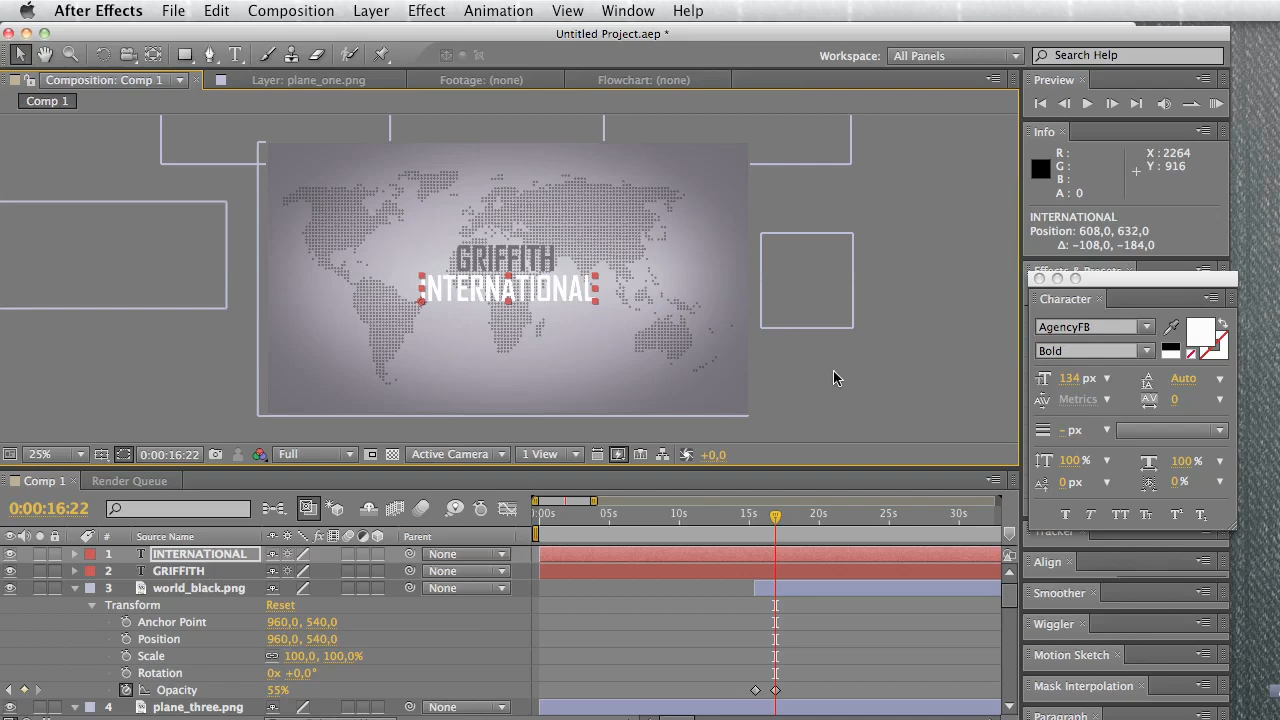 After Effects File Edit Composition Layer Effect Animation View Window Help
Untitled Project.aep *
Workspace: All Panels Search Help
Composition: Comp 1 Layer: plane_one.png Footage: (none) Flowchart: (none)
Preview
Comp 1
Info
R: X: 2264
G: Y: 916
B:
A: 0
INTERNATIONAL
Position: 608,0, 632,0
Δ: -108,0, -184,0
GRIFFITH
INTERNATIONAL
Effects & Presets
Character
AgencyFB
Bold
134 px Auto
Metrics 0
- px
100 % 100 %
0 px 0 %
T T TT Tr T¹ T₁
25% 0:00:16:22 Full Active Camera 1 View +0,0
Comp 1 Render Queue
0:00:16:22
0:00s 05s 10s 15s 20s 25s 30s
# Source Name Parent
1 T INTERNATIONAL None
2 T GRIFFITH None
3 world_black.png None
Transform Reset
Anchor Point 960,0, 540,0
Position 960,0, 540,0
Scale 100,0, 100,0%
Rotation 0x +0,0°
Opacity 55%
4 plane_three.png None
Tracker
Align
Smoother
Wiggler
Motion Sketch
Mask Interpolation
Paragraph